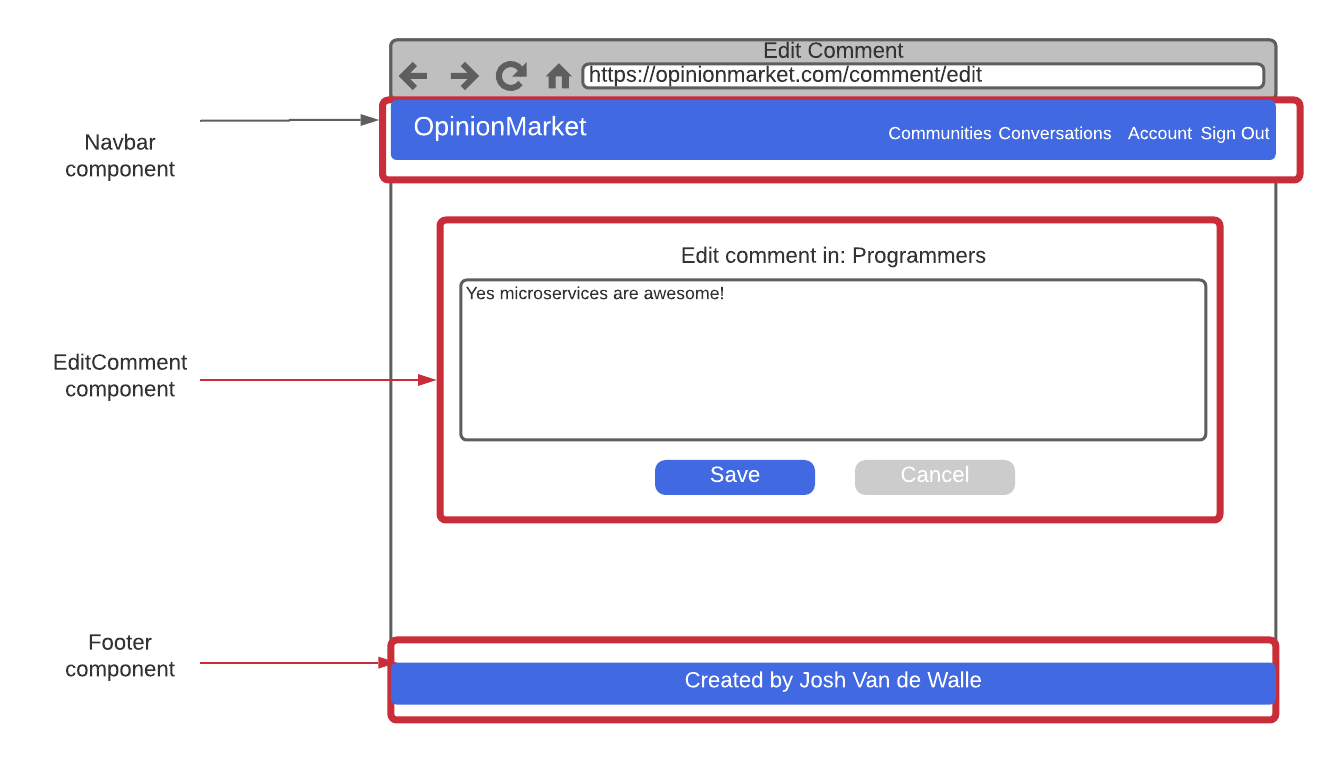 Edit Comment
https://opinionmarket.com/comment/edit
OpinionMarket
Communities Conversations Account Sign Out
Navbar
component
Edit comment in: Programmers
Yes microservices are awesome!
EditComment
component
Save Cancel
Footer
component
Created by Josh Van de Walle